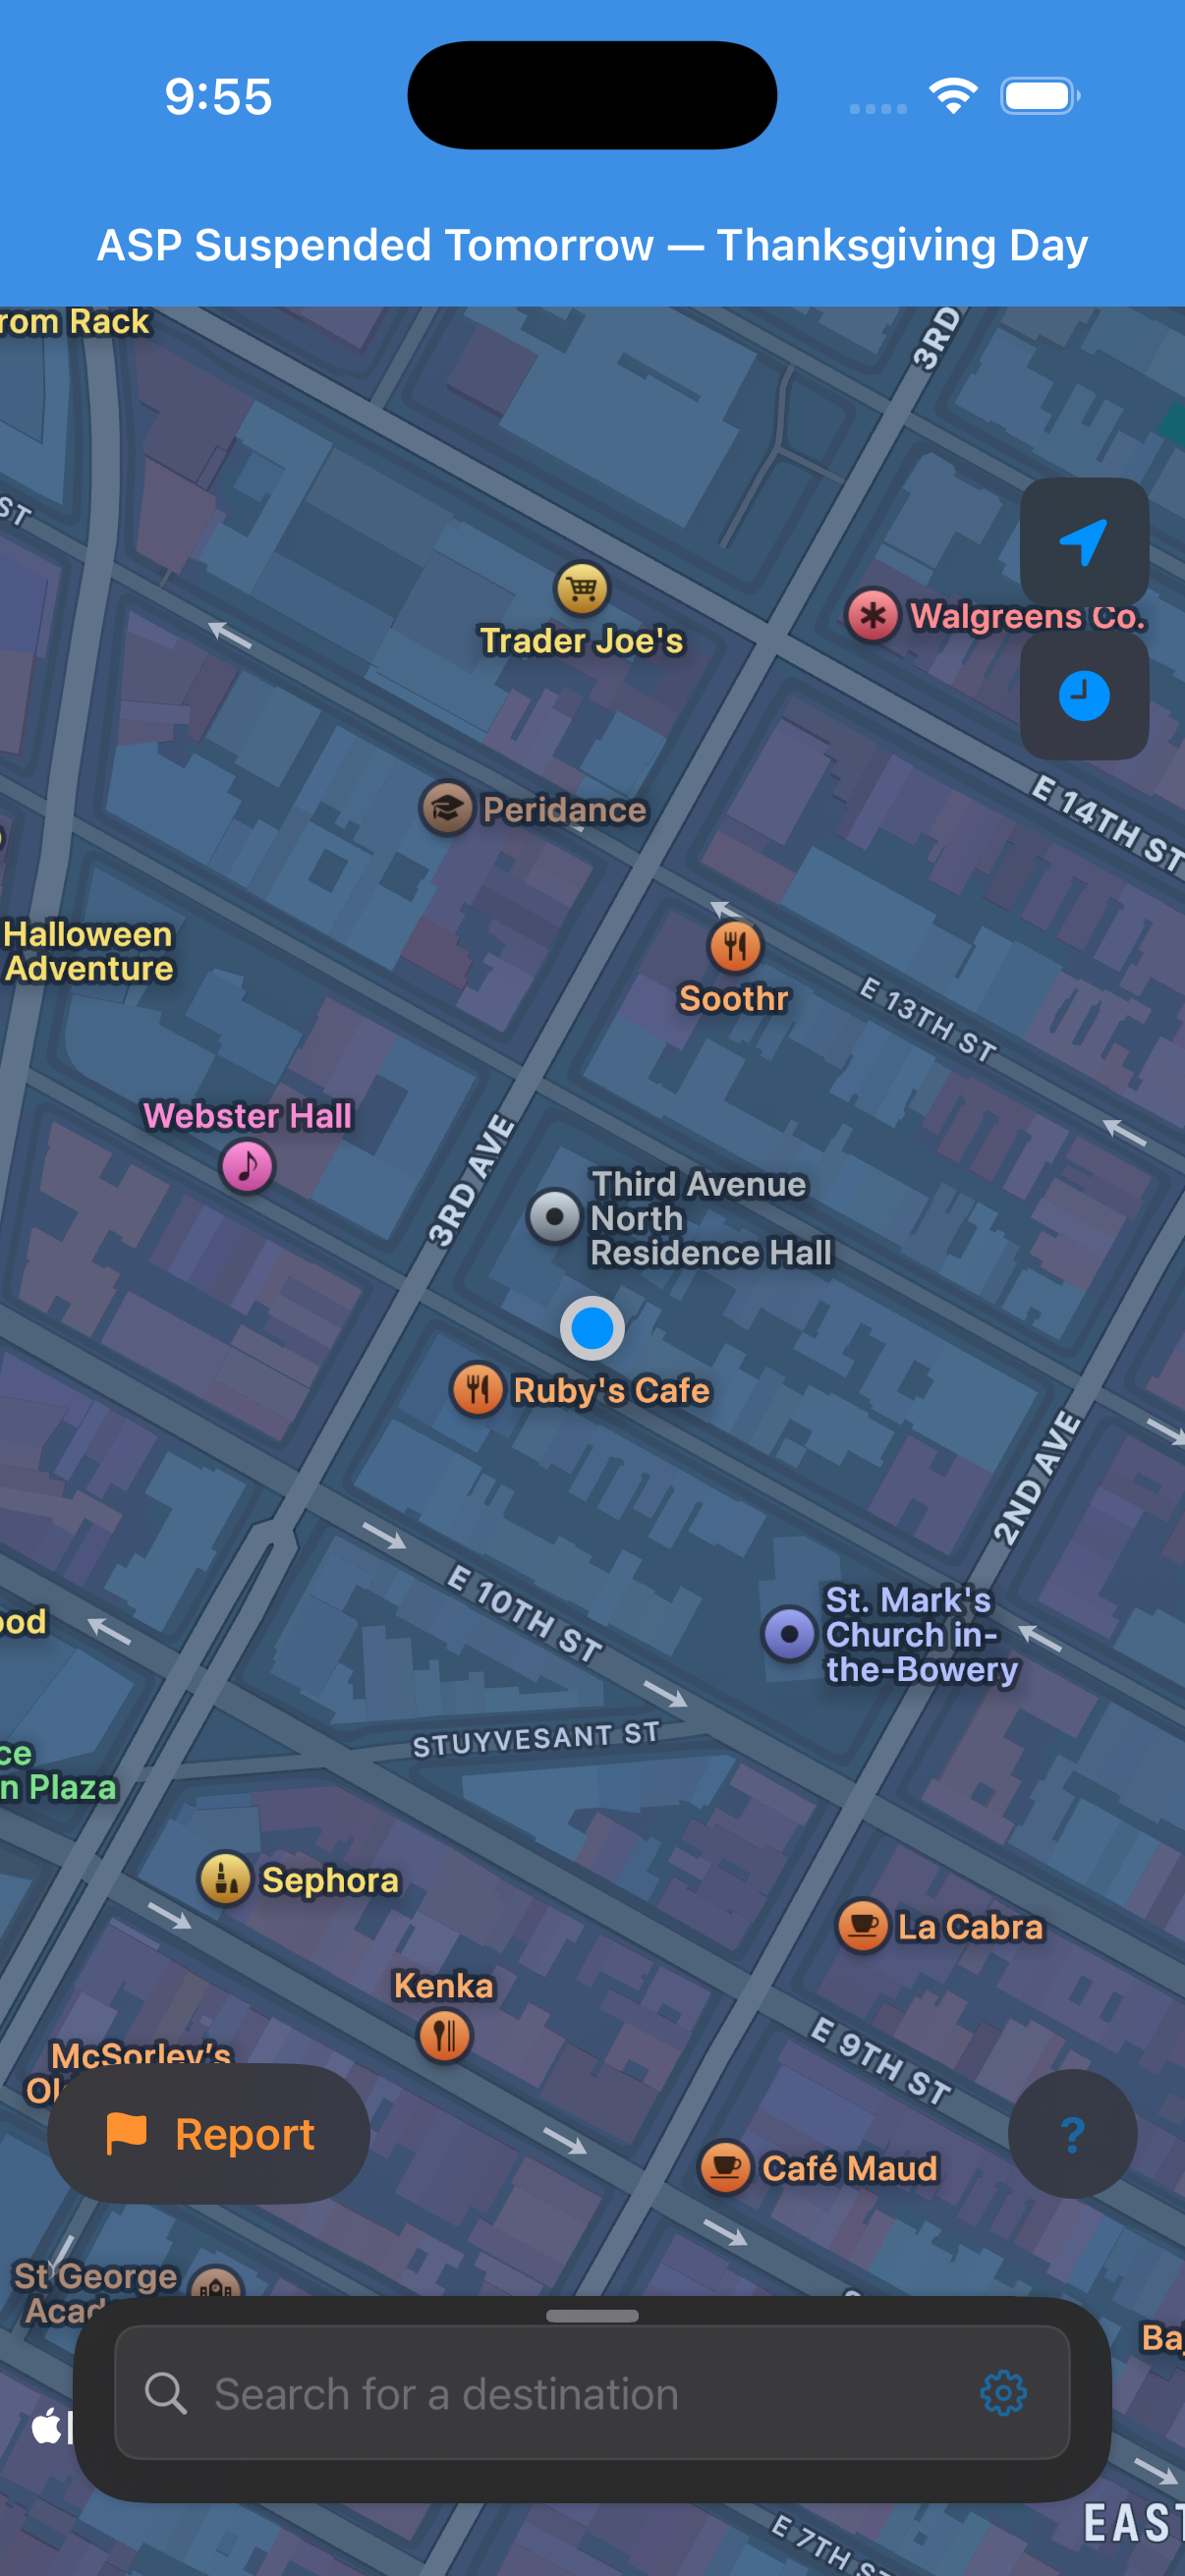 9:55
ASP Suspended Tomorrow — Thanksgiving Day
rom Rack
3RD
ST
Trader Joe's
Walgreens Co.
E 14TH ST
Peridance
Halloween
Adventure
Soothr
E 13TH ST
Webster Hall
3RD AVE
Third Avenue
North
Residence Hall
Ruby's Cafe
2ND AVE
E 10TH ST
St. Mark's
Church in-
the-Bowery
ood
STUYVESANT ST
ce
n Plaza
Sephora
La Cabra
Kenka
E 9TH ST
McSorley's
Ol
Report
?
Café Maud
St George
Acad
Ba
Search for a destination
EAST
E 7TH ST